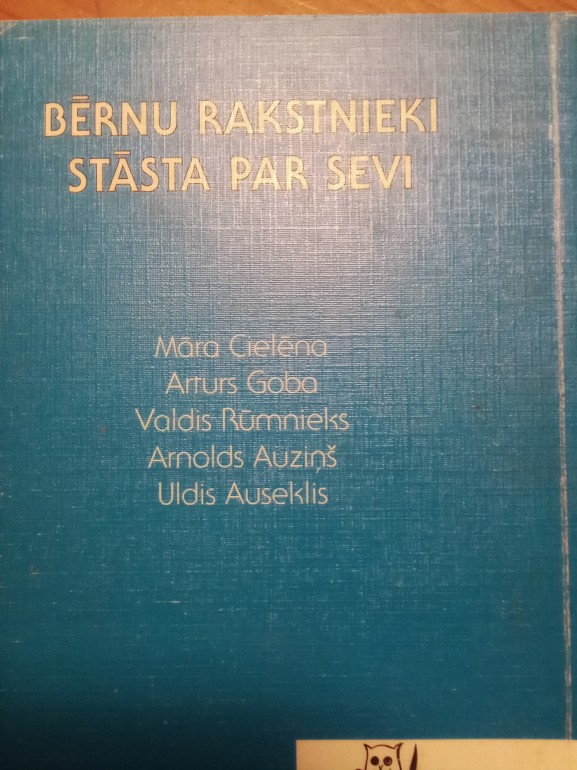 BĒRNU RAKSTNIEKI
STĀSTA PAR SEVI
Māra Cielēna
Arturs Goba
Valdis Rūmnieks
Arnolds Auziņš
Uldis Auseklis